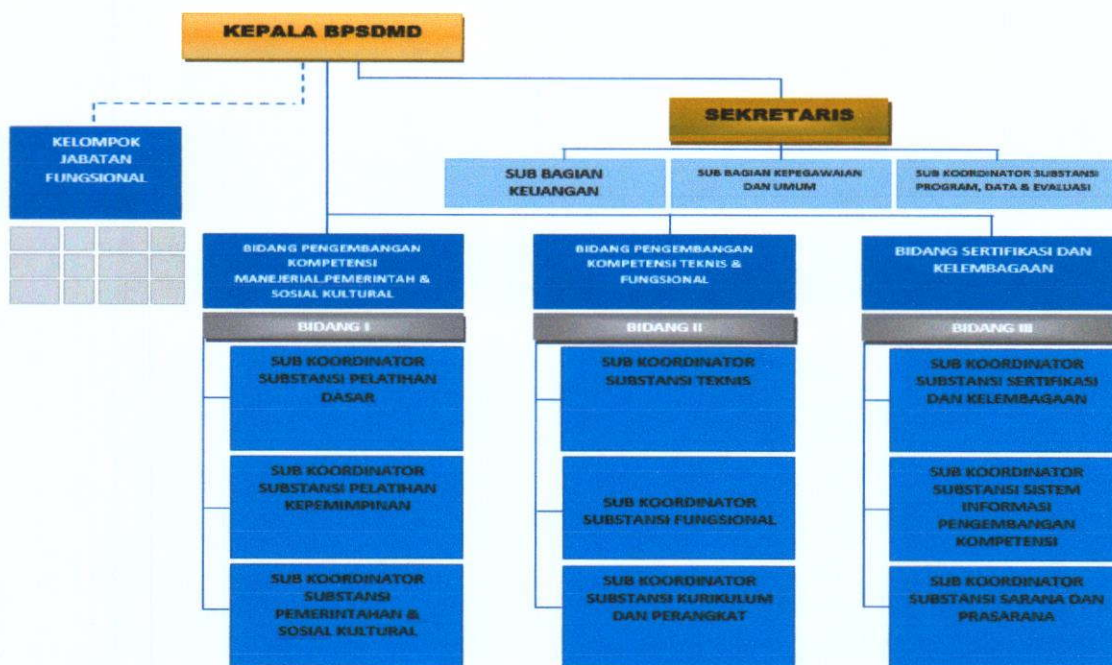 KEPALA BPSDMD
SEKRETARIS
KELOMPOK
JABATAN
FUNGSIONAL
SUB BAGIAN
KEUANGAN
SUB BAGIAN KEPEGAWAIAN
DAN UMUM
SUB KOORDINATOR SUBSTANSI
PROGRAM, DATA & EVALUASI
BIDANG PENGEMBANGAN
KOMPETENSI
MANEJERIAL,PEMERINTAH &
SOSIAL KULTURAL
BIDANG I
SUB KOORDINATOR
SUBSTANSI PELATIHAN
DASAR
SUB KOORDINATOR
SUBSTANSI PELATIHAN
KEPEMIMPINAN
SUB KOORDINATOR
SUBSTANSI
PEMERINTAHAN &
SOSIAL KULTURAL
BIDANG PENGEMBANGAN
KOMPETENSI TEKNIS &
FUNGSIONAL
BIDANG II
SUB KOORDINATOR
SUBSTANSI TEKNIS
SUB KOORDINATOR
SUBSTANSI FUNGSIONAL
SUB KOORDINATOR
SUBSTANSI KURIKULUM
DAN PERANGKAT
BIDANG SERTIFIKASI DAN
KELEMBAGAAN
BIDANG III
SUB KOORDINATOR
SUBSTANSI SERTIFIKASI
DAN KELEMBAGAAN
SUB KOORDINATOR
SUBSTANSI SISTEM
INFORMASI
PENGEMBANGAN
KOMPETENSI
SUB KOORDINATOR
SUBSTANSI SARANA DAN
PRASARANA